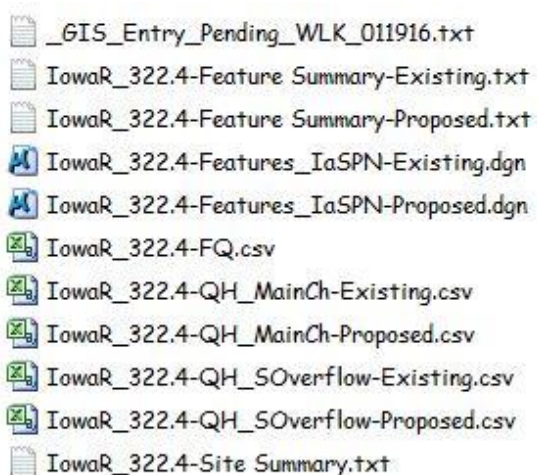 _GIS_Entry_Pending_WLK_011916.txt
IowaR_322.4-Feature Summary-Existing.txt
IowaR_322.4-Feature Summary-Proposed.txt
IowaR_322.4-Features_IaSPN-Existing.dgn
IowaR_322.4-Features_IaSPN-Proposed.dgn
IowaR_322.4-FQ.csv
IowaR_322.4-QH_MainCh-Existing.csv
IowaR_322.4-QH_MainCh-Proposed.csv
IowaR_322.4-QH_SOverflow-Existing.csv
IowaR_322.4-QH_SOverflow-Proposed.csv
IowaR_322.4-Site Summary.txt